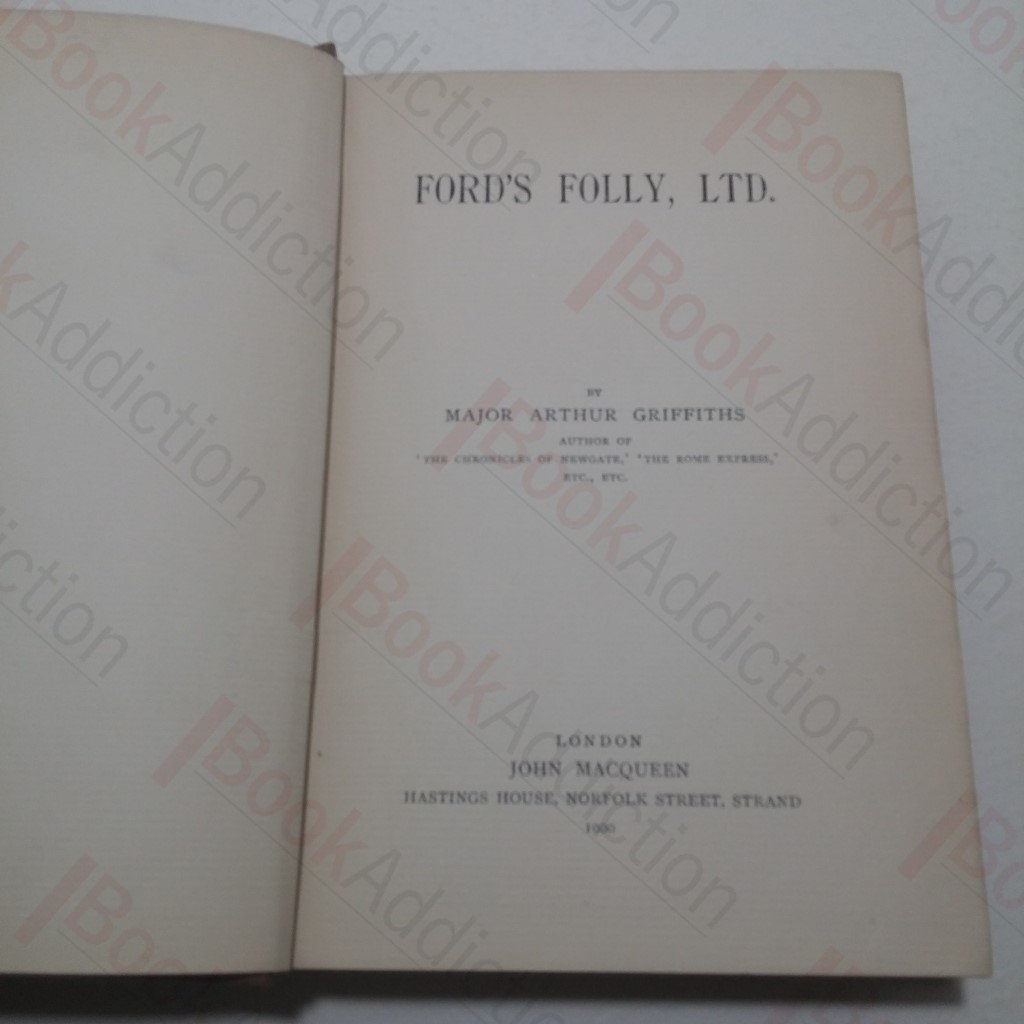 FORD'S FOLLY, LTD.
BY
MAJOR ARTHUR GRIFFITHS
AUTHOR OF
'THE CHRONICLES OF NEWGATE,' 'THE ROME EXPRESS,'
ETC., ETC.
LONDON
JOHN MACQUEEN
HASTINGS HOUSE, NORFOLK STREET, STRAND
1900
BookAddiction